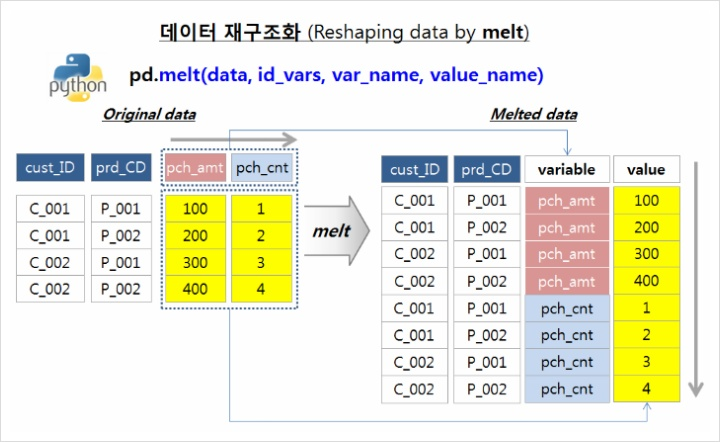 데이터 재구조화 (Reshaping data by melt)
python
pd.melt(data, id_vars, var_name, value_name)
Original data
cust_ID prd_CD pch_amt pch_cnt
C_001 P_001 100 1
C_001 P_002 200 2
C_002 P_001 300 3
C_002 P_002 400 4
melt
Melted data
cust_ID prd_CD variable value
C_001 P_001 pch_amt 100
C_001 P_002 pch_amt 200
C_002 P_001 pch_amt 300
C_002 P_002 pch_amt 400
C_001 P_001 pch_cnt 1
C_001 P_002 pch_cnt 2
C_002 P_001 pch_cnt 3
C_002 P_002 pch_cnt 4